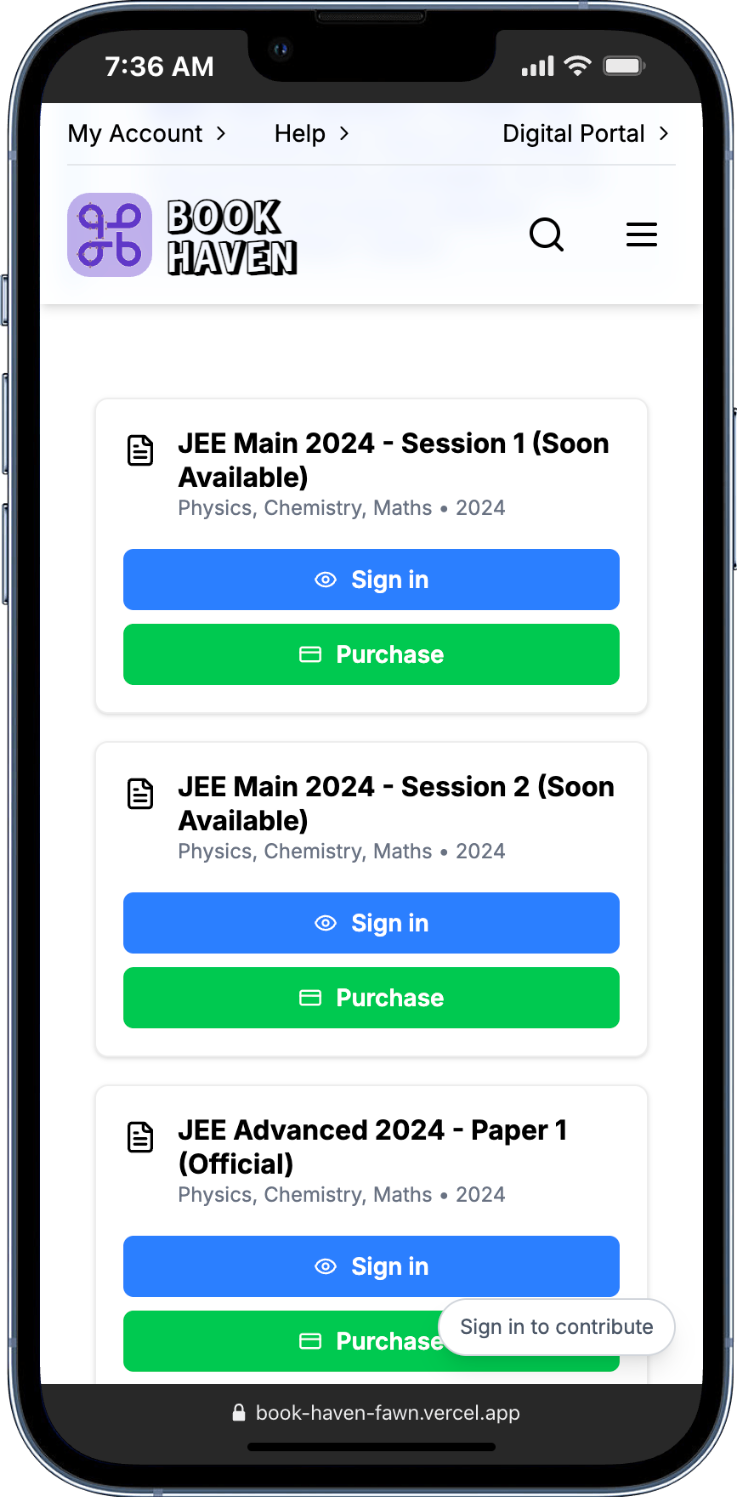 7:36 AM
My Account
Help
Digital Portal
BOOK
HAVEN
JEE Main 2024 - Session 1 (Soon
Available)
Physics, Chemistry, Maths • 2024
Sign in
Purchase
JEE Main 2024 - Session 2 (Soon
Available)
Physics, Chemistry, Maths • 2024
Sign in
Purchase
JEE Advanced 2024 - Paper 1
(Official)
Physics, Chemistry, Maths • 2024
Sign in
Purchase
Sign in to contribute
book-haven-fawn.vercel.app